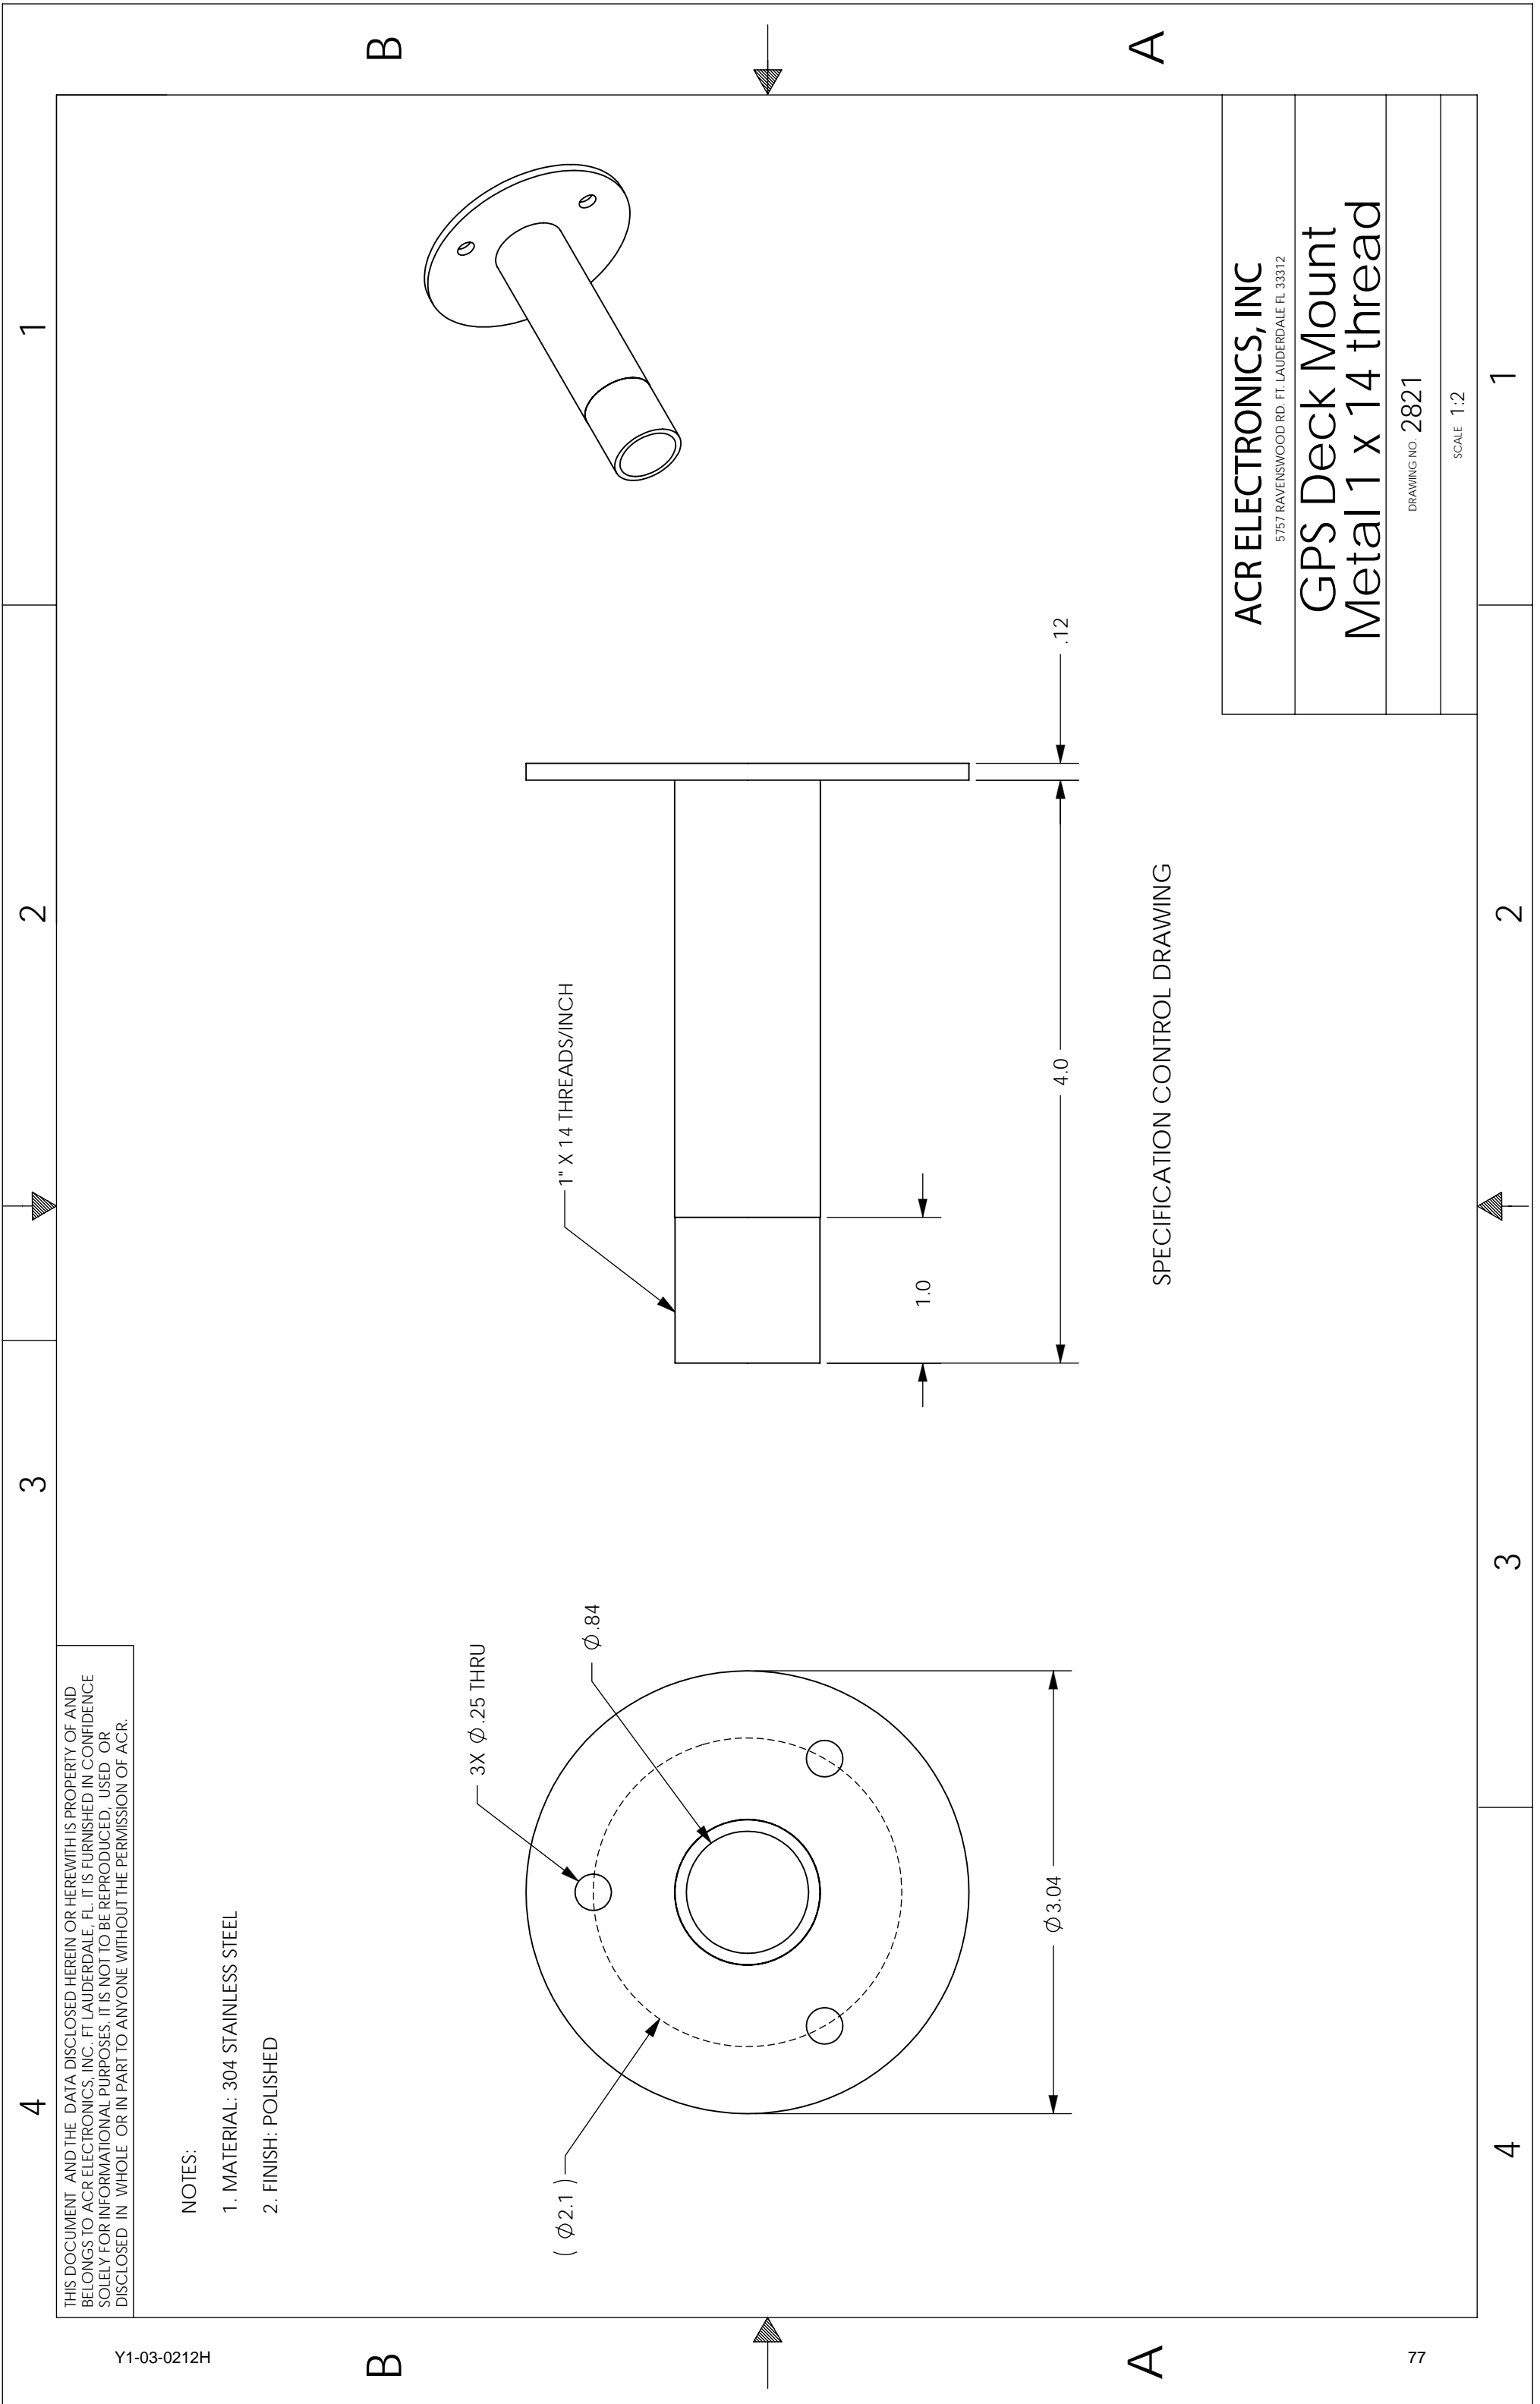 4
3
2
1
THIS DOCUMENT AND THE DATA DISCLOSED HEREIN OR HEREWITH IS PROPERTY OF AND
BELONGS TO ACR ELECTRONICS, INC. FT LAUDERDALE, FL. IT IS FURNISHED IN CONFIDENCE
SOLELY FOR INFORMATIONAL PURPOSES. IT IS NOT TO BE REPRODUCED, USED OR
DISCLOSED IN WHOLE OR IN PART TO ANYONE WITHOUT THE PERMISSION OF ACR.
NOTES:
1. MATERIAL: 304 STAINLESS STEEL
2. FINISH: POLISHED
B
B
3X Ø.25 THRU
Ø.84
( Ø2.1 )
Ø3.04
1" X 14 THREADS/INCH
1.0
4.0
.12
SPECIFICATION CONTROL DRAWING
A
A
ACR ELECTRONICS, INC
5757 RAVENSWOOD RD. FT. LAUDERDALE FL 33312
GPS Deck Mount
Metal 1 x 14 thread
DRAWING NO. 2821
SCALE 1:2
4
3
2
1
Y1-03-0212H
77